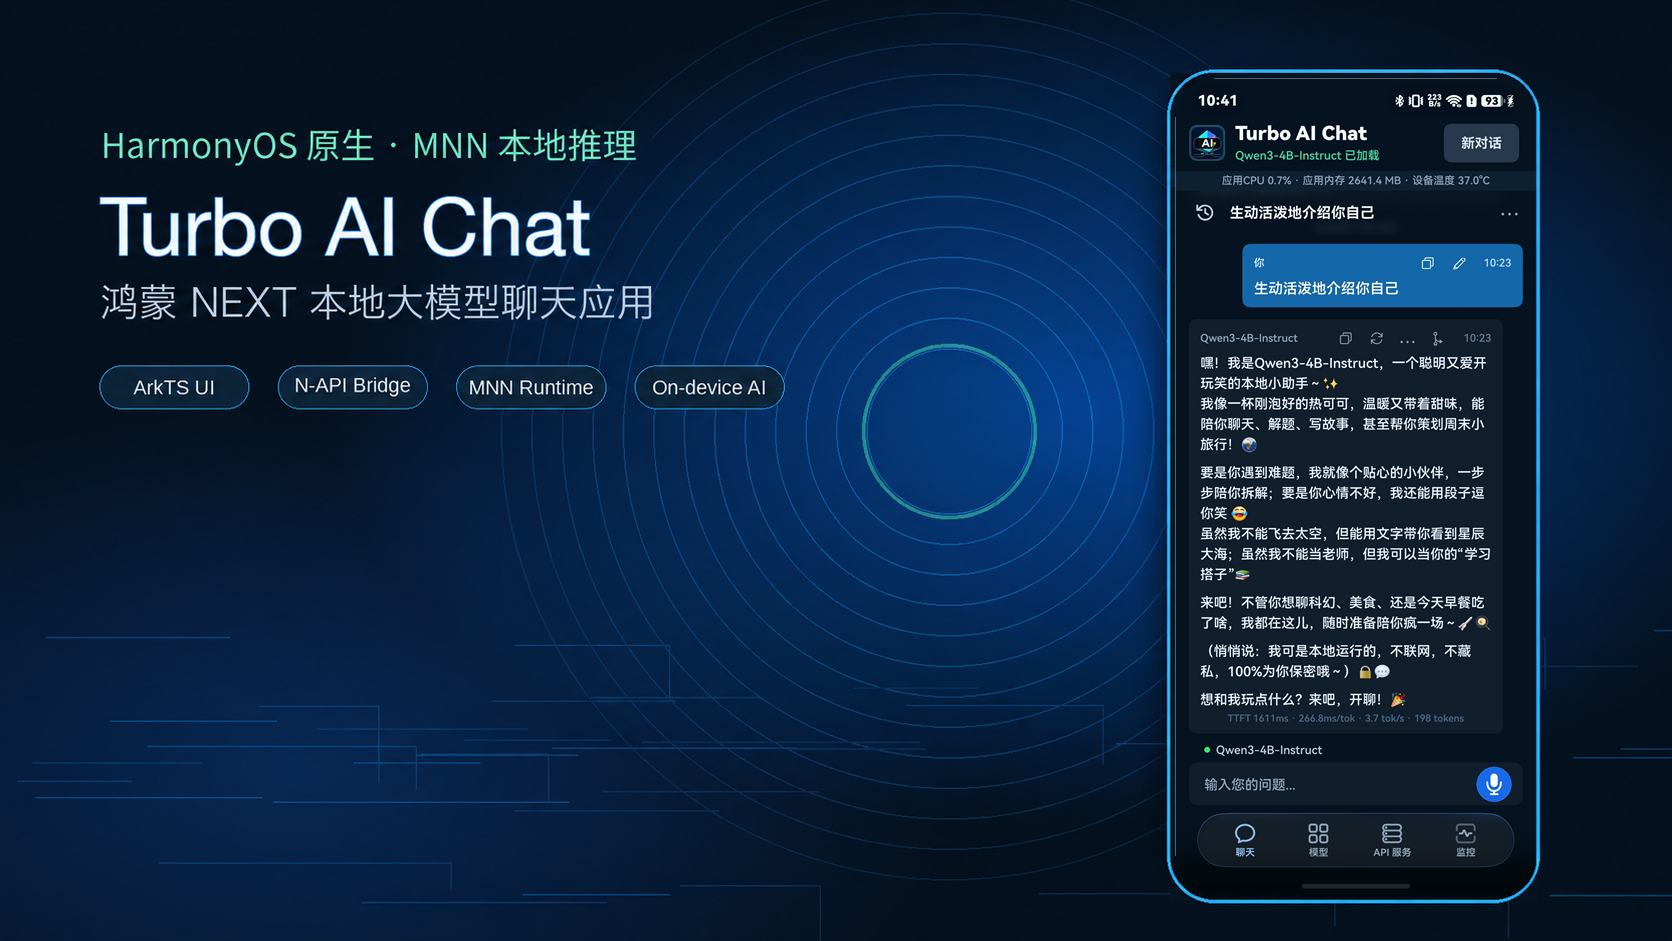 HarmonyOS 原生 · MNN 本地推理
Turbo AI Chat
鸿蒙 NEXT 本地大模型聊天应用
ArkTS UI
N-API Bridge
MNN Runtime
On-device AI
10:41
223 B/s
93
AI
Turbo AI Chat
Qwen3-4B-Instruct 已加载
新对话
应用CPU 0.7% · 应用内存 2641.4 MB · 设备温度 37.0°C
生动活泼地介绍你自己
你
10:23
生动活泼地介绍你自己
Qwen3-4B-Instruct
10:23
嘿！我是Qwen3-4B-Instruct，一个聪明又爱开
玩笑的本地小助手～✨
我像一杯刚泡好的热可可，温暖又带着甜味，能
陪你聊天、解题、写故事，甚至帮你策划周末小
旅行！🌍
要是你遇到难题，我就像个贴心的小伙伴，一步
步陪你拆解；要是你心情不好，我还能用段子逗
你笑 😂
虽然我不能飞去太空，但能用文字带你看到星辰
大海；虽然我不能当老师，但我可以当你的“学习
搭子”📚
来吧！不管你想聊科幻、美食、还是今天早餐吃
了啥，我都在这儿，随时准备陪你疯一场～🚀🍳
（悄悄说：我可是本地运行的，不联网，不藏
私，100%为你保密哦～）🔒💬
想和我玩点什么？来吧，开聊！🎉
TTFT 1611ms · 266.8ms/tok · 3.7 tok/s · 198 tokens
Qwen3-4B-Instruct
输入您的问题...
聊天
模型
API 服务
监控